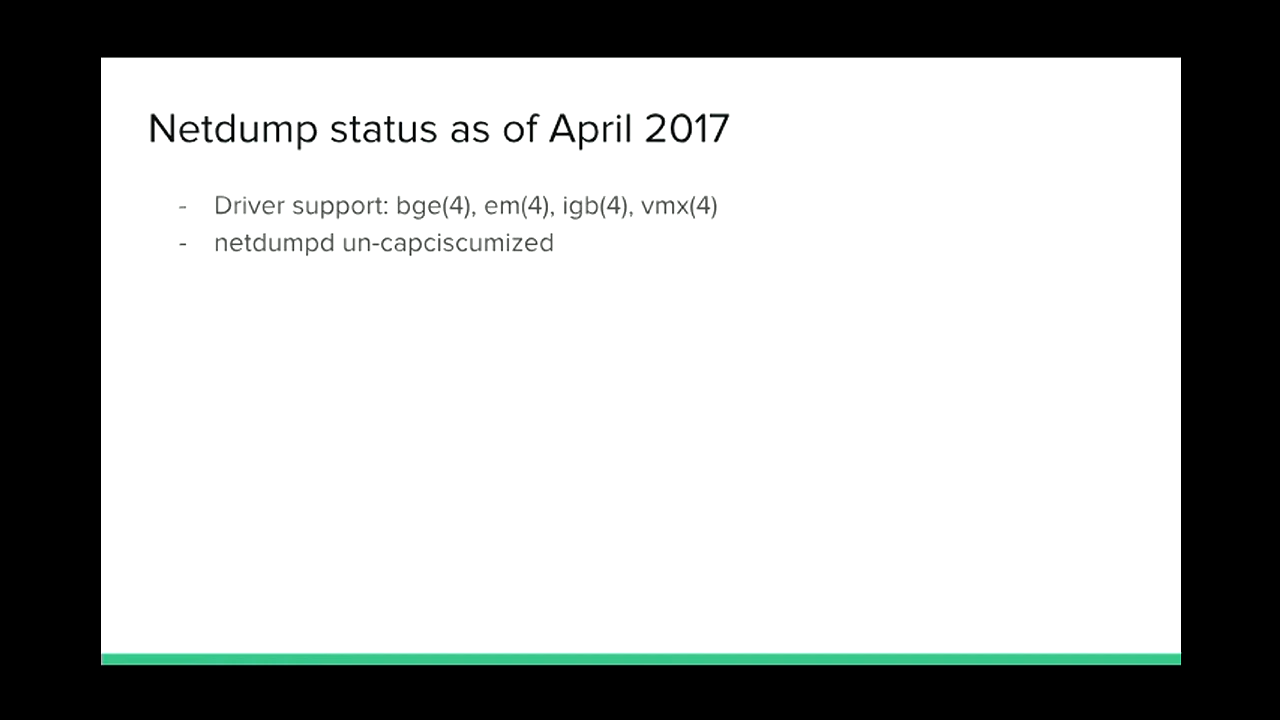 Netdump status as of April 2017
- Driver support: bge(4), em(4), igb(4), vmx(4)
- netdumpd un-capciscumized